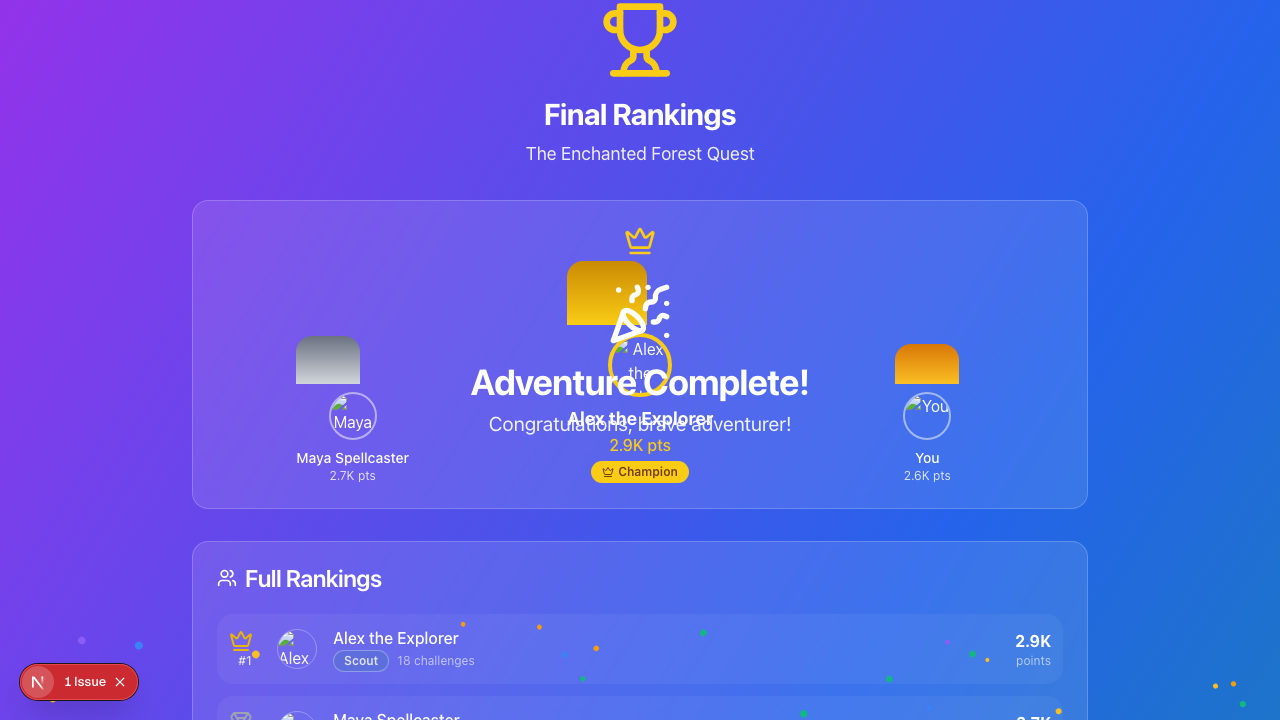 Final Rankings
The Enchanted Forest Quest
Alex
the
Adventure Complete!
Alex the Explorer
Congratulations, brave adventurer!
2.9K pts
Champion
Maya
Maya Spellcaster
2.7K pts
You
You
2.6K pts
Full Rankings
#1
Alex
Alex the Explorer
Scout
18 challenges
2.9K
points
Maya Spellcaster
2.7K
N
1 Issue